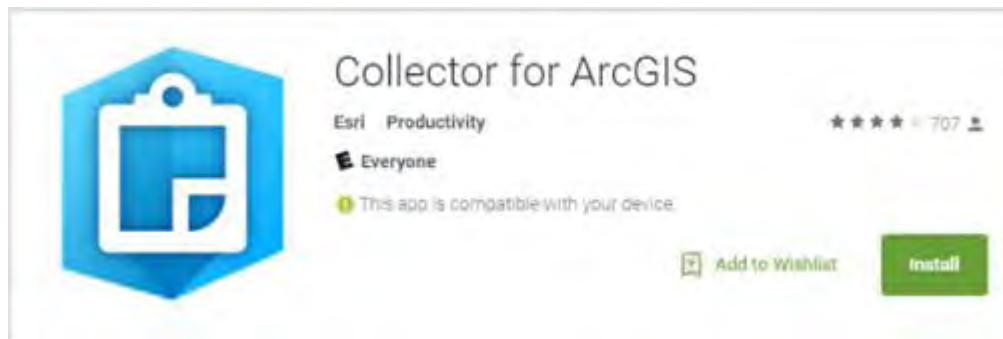 Collector for ArcGIS
Esri Productivity 707
E Everyone
This app is compatible with your device.
Add to Wishlist Install